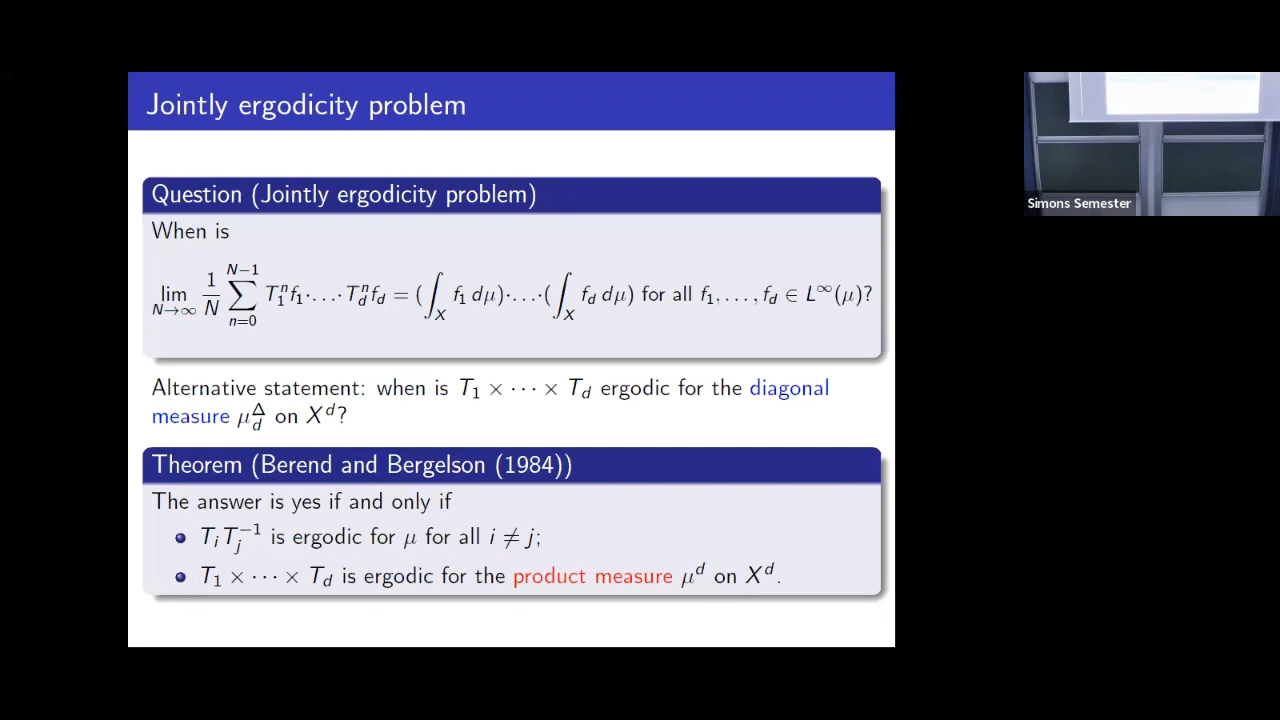 Jointly ergodicity problem
Question (Jointly ergodicity problem)
When is
lim_{N→∞} 1/N ∑_{n=0}^{N−1} T_1^n f_1 · … · T_d^n f_d = (∫_X f_1 dμ) · … · (∫_X f_d dμ) for all f_1, …, f_d ∈ L^∞(μ)?
Alternative statement: when is T_1 × ⋯ × T_d ergodic for the diagonal
measure μ_d^Δ on X^d?
Theorem (Berend and Bergelson (1984))
The answer is yes if and only if
T_i T_j^{−1} is ergodic for μ for all i ≠ j;
T_1 × ⋯ × T_d is ergodic for the product measure μ^d on X^d.
Simons Semester